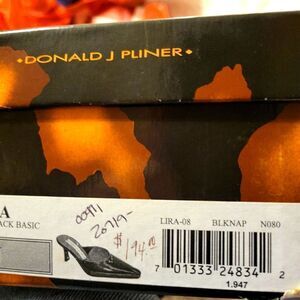 ◆DONALD J PLINER◆
A
ACK BASIC
LIRA-08 BLKNAP N080
$194.00
7 01333 24834 2
1.947